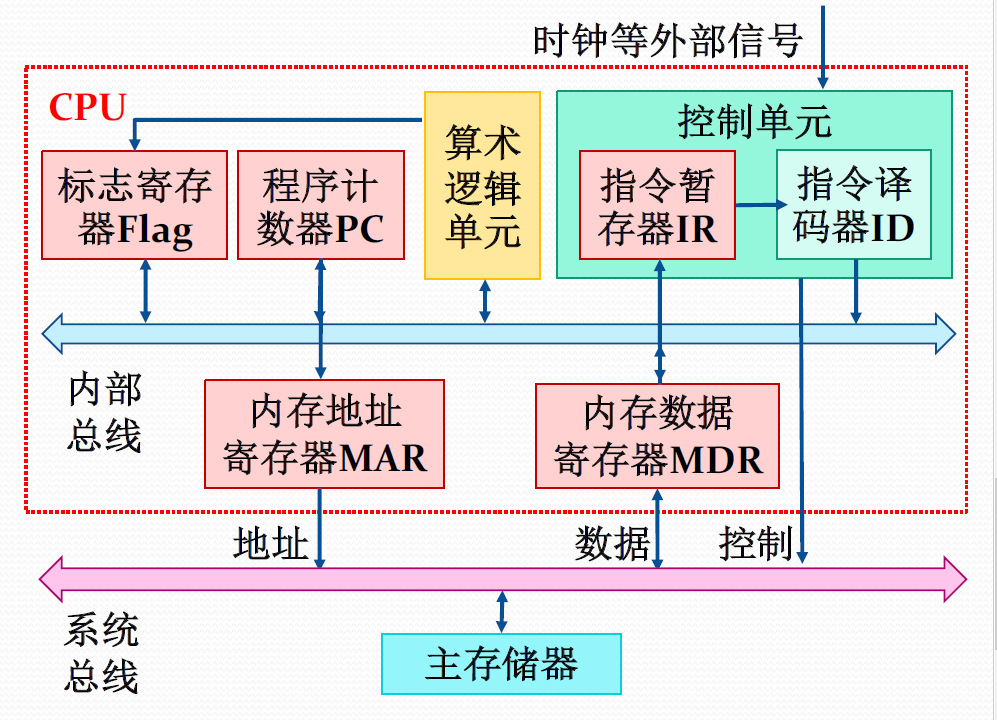 时钟等外部信号
CPU
控制单元
标志寄存
器Flag
程序计
数器PC
算术
逻辑
单元
指令暂
存器IR
指令译
码器ID
内部
总线
内存地址
寄存器MAR
内存数据
寄存器MDR
地址
数据
控制
系统
总线
主存储器